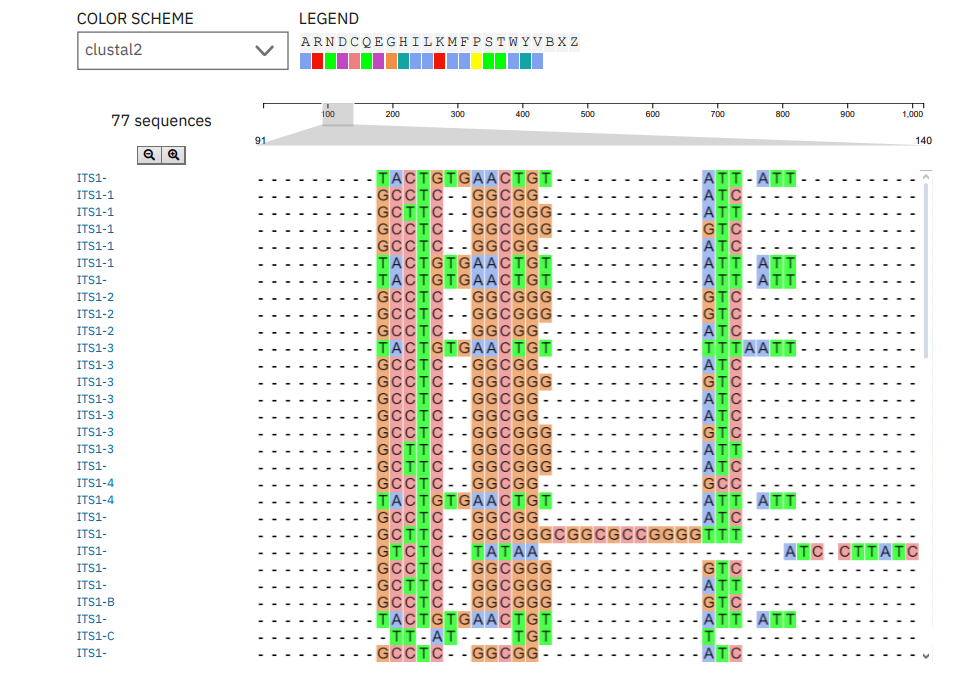 COLOR SCHEME
LEGEND
clustal2
A R N D C Q E G H I L K M F P S T W Y V B X Z
77 sequences
100 200 300 400 500 600 700 800 900 1,000
91 140
ITS1- ---------TACTGTGAACTGT-----------ATT-ATT---------
ITS1-1 ---------GCCTC--GGCGG------------ATC-------------
ITS1-1 ---------GCTTC--GGCGGG-----------ATT-------------
ITS1-1 ---------GCCTC--GGCGGG-----------GTC-------------
ITS1-1 ---------GCCTC--GGCGG------------ATC-------------
ITS1-1 ---------TACTGTGAACTGT-----------ATT-ATT---------
ITS1- ---------TACTGTGAACTGT-----------ATT-ATT---------
ITS1-2 ---------GCCTC--GGCGGG-----------GTC-------------
ITS1-2 ---------GCCTC--GGCGGG-----------GTC-------------
ITS1-2 ---------GCCTC--GGCGG------------ATC-------------
ITS1-3 ---------TACTGTGAACTGT-----------TTTAATT---------
ITS1-3 ---------GCCTC--GGCGG------------ATC-------------
ITS1-3 ---------GCCTC--GGCGGG-----------GTC-------------
ITS1-3 ---------GCCTC--GGCGG------------ATC-------------
ITS1-3 ---------GCCTC--GGCGG------------ATC-------------
ITS1-3 ---------GCCTC--GGCGGG-----------GTC-------------
ITS1-3 ---------GCTTC--GGCGGG-----------ATT-------------
ITS1- ---------GCTTC--GGCGGG-----------ATC-------------
ITS1-4 ---------GCCTC--GGCGG------------GCC-------------
ITS1-4 ---------TACTGTGAACTGT-----------ATT-ATT---------
ITS1- ---------GCCTC--GGCGG------------ATC-------------
ITS1- ---------GCTTC--GGCGGGCGGCGCCGGGGTTT-------------
ITS1- ---------GTCTC--TATAA------------------ATC-CTTATC
ITS1- ---------GCCTC--GGCGGG-----------GTC-------------
ITS1- ---------GCTTC--GGCGGG-----------ATT-------------
ITS1-B ---------GCCTC--GGCGGG-----------GTC-------------
ITS1- ---------TACTGTGAACTGT-----------ATT-ATT---------
ITS1-C ----------TT-AT----TGT-----------T---------------
ITS1- ---------GCCTC--GGCGG------------ATC-------------